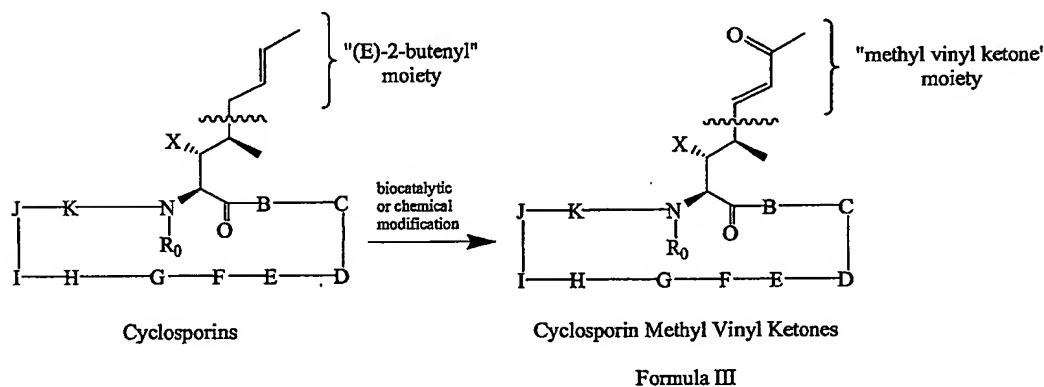 "(E)-2-butenyl"
moiety
X
J K N O B C
R₀
I H G F E D
Cyclosporins
biocatalytic
or chemical
modification
O
"methyl vinyl ketone'
moiety
X
J K N O B C
R₀
I H G F E D
Cyclosporin Methyl Vinyl Ketones
Formula III